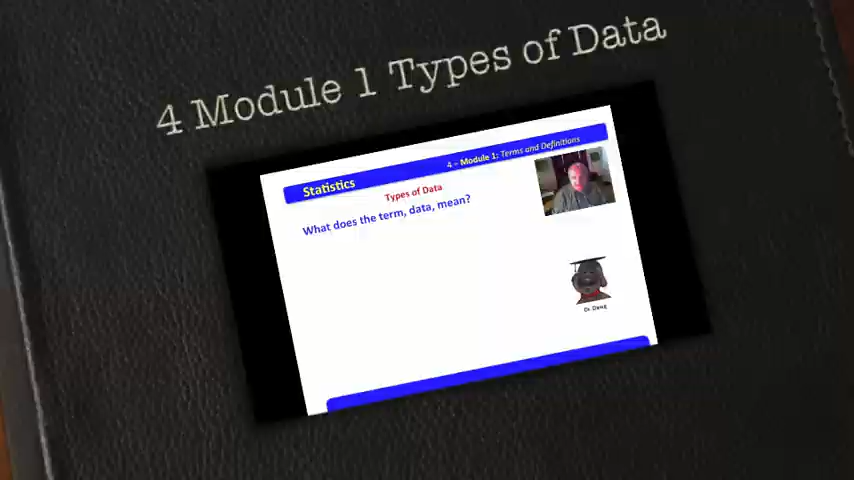 4 Module 1 Types of Data
4 – Module 1: Terms and Definitions
Statistics
Types of Data
What does the term, data, mean?
Dr. Dawg